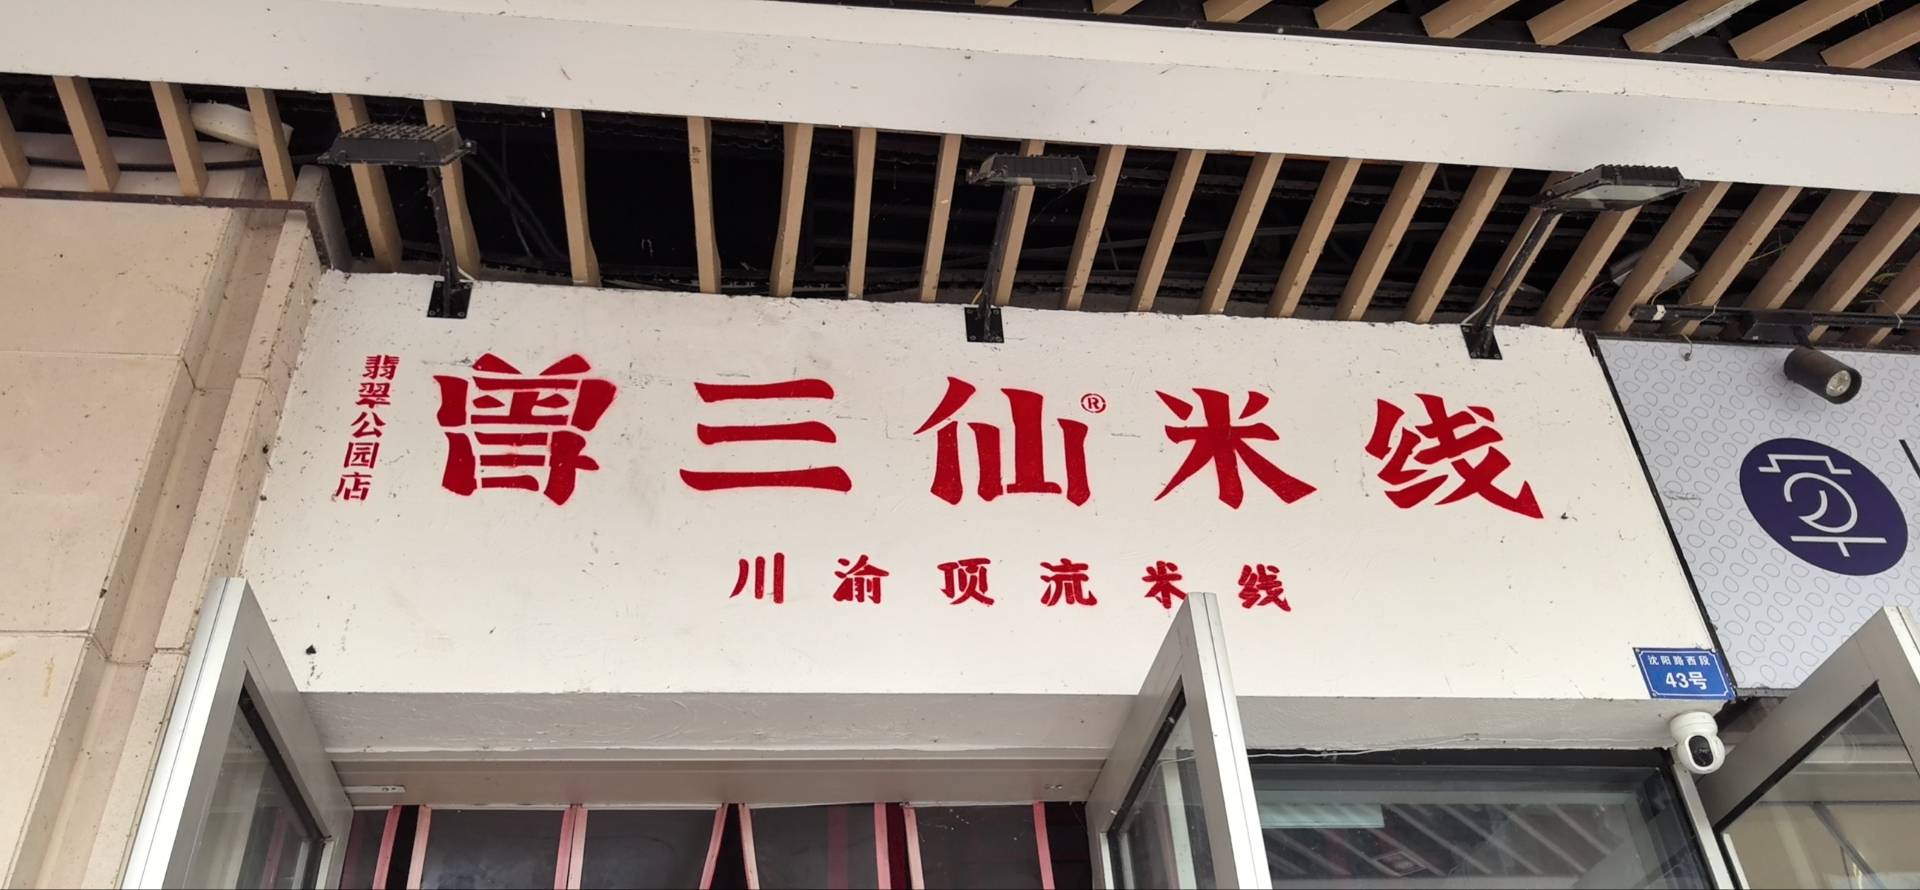 翡翠公园店
曾三仙®米线
川渝顶流米线
沈阳路西段
43号